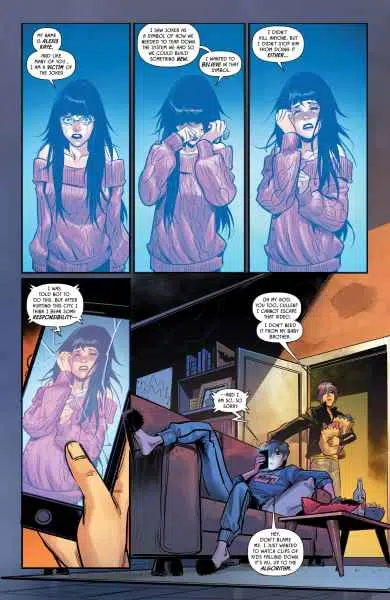 MY NAME
IS ALEXIS
KAYE.
AND LIKE
MANY OF YOU,
I AM A VICTIM OF
THE JOKER.
I SAW JOKER AS
A SYMBOL OF HOW WE
NEEDED TO TEAR DOWN
THE SYSTEM WE HAD SO
WE COULD BUILD
SOMETHING NEW.
I WANTED TO
BELIEVE IN THAT
SYMBOL.
I DIDN'T
KILL ANYONE, BUT
I DIDN'T STOP HIM
FROM DOING IT
EITHER...
I WAS
TOLD NOT TO
DO THIS, BUT AFTER
HURTING THIS CITY, I
THINK I BEAR SOME
RESPONSIBILITY--
OH MY GOD,
YOU TOO, CULLEN?
I CANNOT ESCAPE
THAT VIDEO.
I DON'T NEED
IT FROM MY BABY
BROTHER.
--AND I
AM SO, SO
SORRY.
HEY,
DON'T BLAME
ME. I JUST WANTED
TO WATCH CLIPS OF
KIDS FALLING DOWN.
IT'S ALL UP TO THE
ALGORITHM.